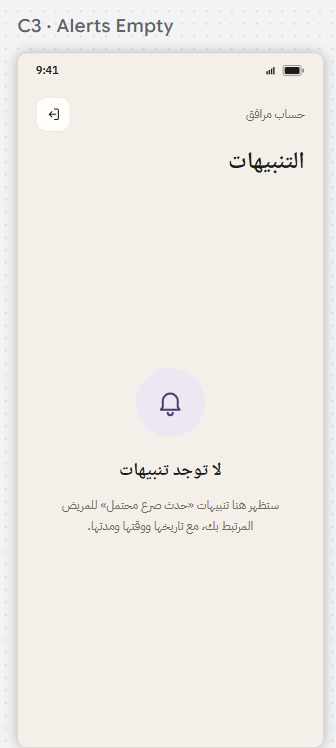 C3 · Alerts Empty
9:41
حساب مرافق
التنبيهات
لا توجد تنبيهات
ستظهر هنا تنبيهات «حدث صرع محتمل» للمريض
المرتبط بك، مع تاريخها ووقتها ومدتها.